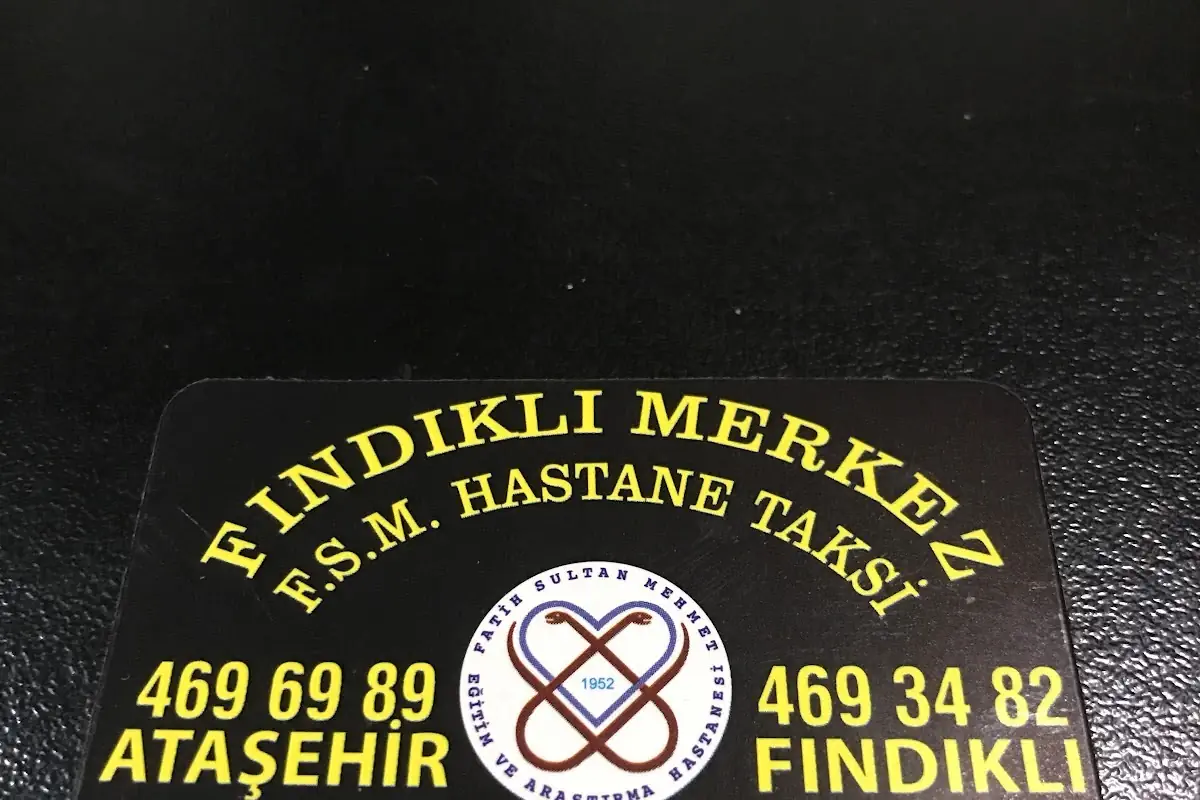 FINDIKLI MERKEZ
F.S.M. HASTANE TAKSİ
FATİH SULTAN MEHMET
EĞİTİM VE ARAŞTIRMA HASTANESİ
1952
469 69 89
ATAŞEHİR
469 34 82
FINDIKLI